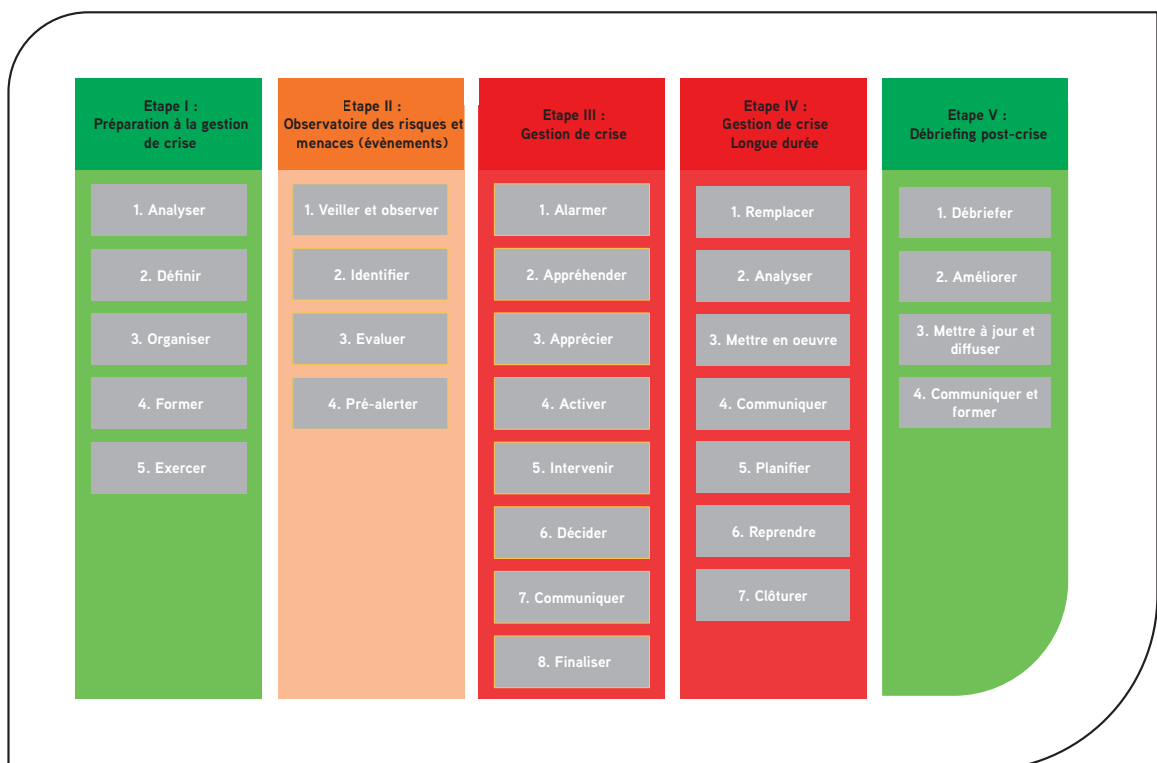 Etape I :
Préparation à la gestion
de crise
1. Analyser
2. Définir
3. Organiser
4. Former
5. Exercer
Etape II :
Observatoire des risques et
menaces (évènements)
1. Veiller et observer
2. Identifier
3. Evaluer
4. Pré-alerter
Etape III :
Gestion de crise
1. Alarmer
2. Appréhender
3. Apprécier
4. Activer
5. Intervenir
6. Décider
7. Communiquer
8. Finaliser
Etape IV :
Gestion de crise
Longue durée
1. Remplacer
2. Analyser
3. Mettre en oeuvre
4. Communiquer
5. Planifier
6. Reprendre
7. Clôturer
Etape V :
Débriefing post-crise
1. Débriefer
2. Améliorer
3. Mettre à jour et
diffuser
4. Communiquer et
former